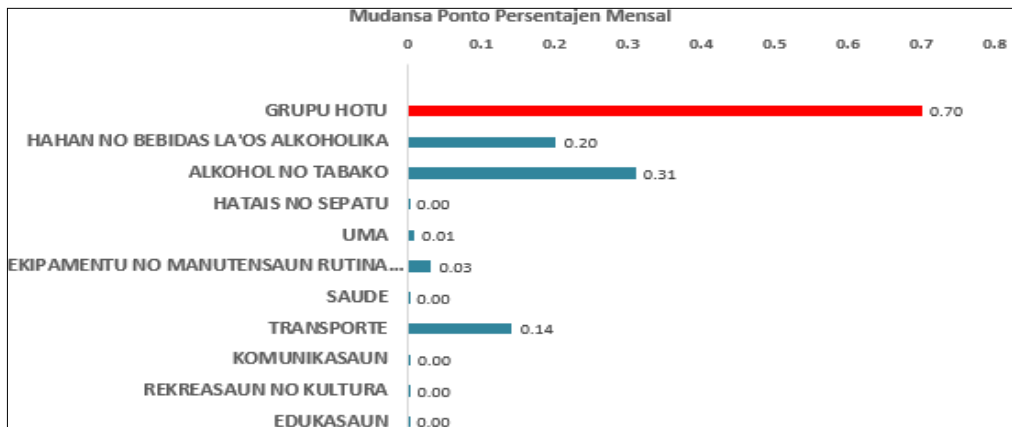 Mudansa Ponto Persentajen Mensal
0 0.1 0.2 0.3 0.4 0.5 0.6 0.7 0.8
GRUPU HOTU 0.70
HAHAN NO BEBIDAS LA'OS ALKOHOLIKA 0.20
ALKOHOL NO TABAKO 0.31
HATAIS NO SEPATU 0.00
UMA 0.01
EKIPAMENTU NO MANUTENSAUN RUTINA... 0.03
SAUDE 0.00
TRANSPORTE 0.14
KOMUNIKASAUN 0.00
REKREASAUN NO KULTURA 0.00
EDUKASAUN 0.00